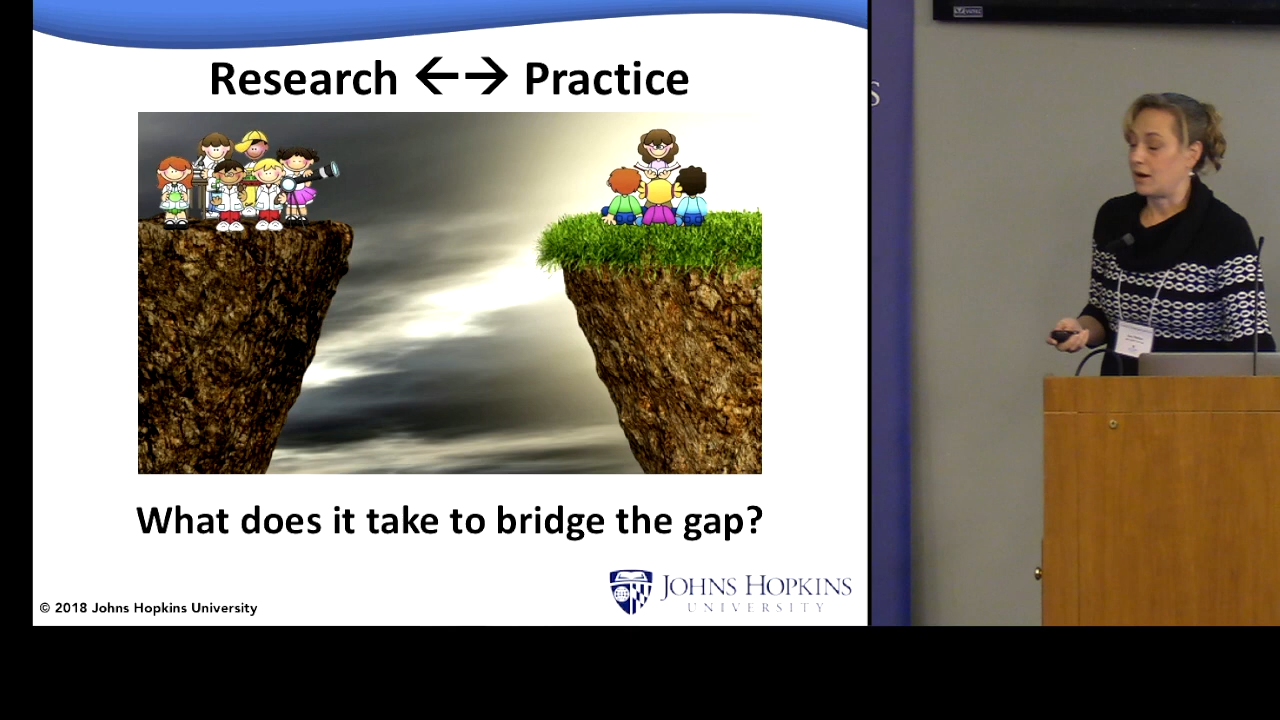 Research ←→ Practice
What does it take to bridge the gap?
JOHNS HOPKINS
UNIVERSITY
© 2018 Johns Hopkins University
S